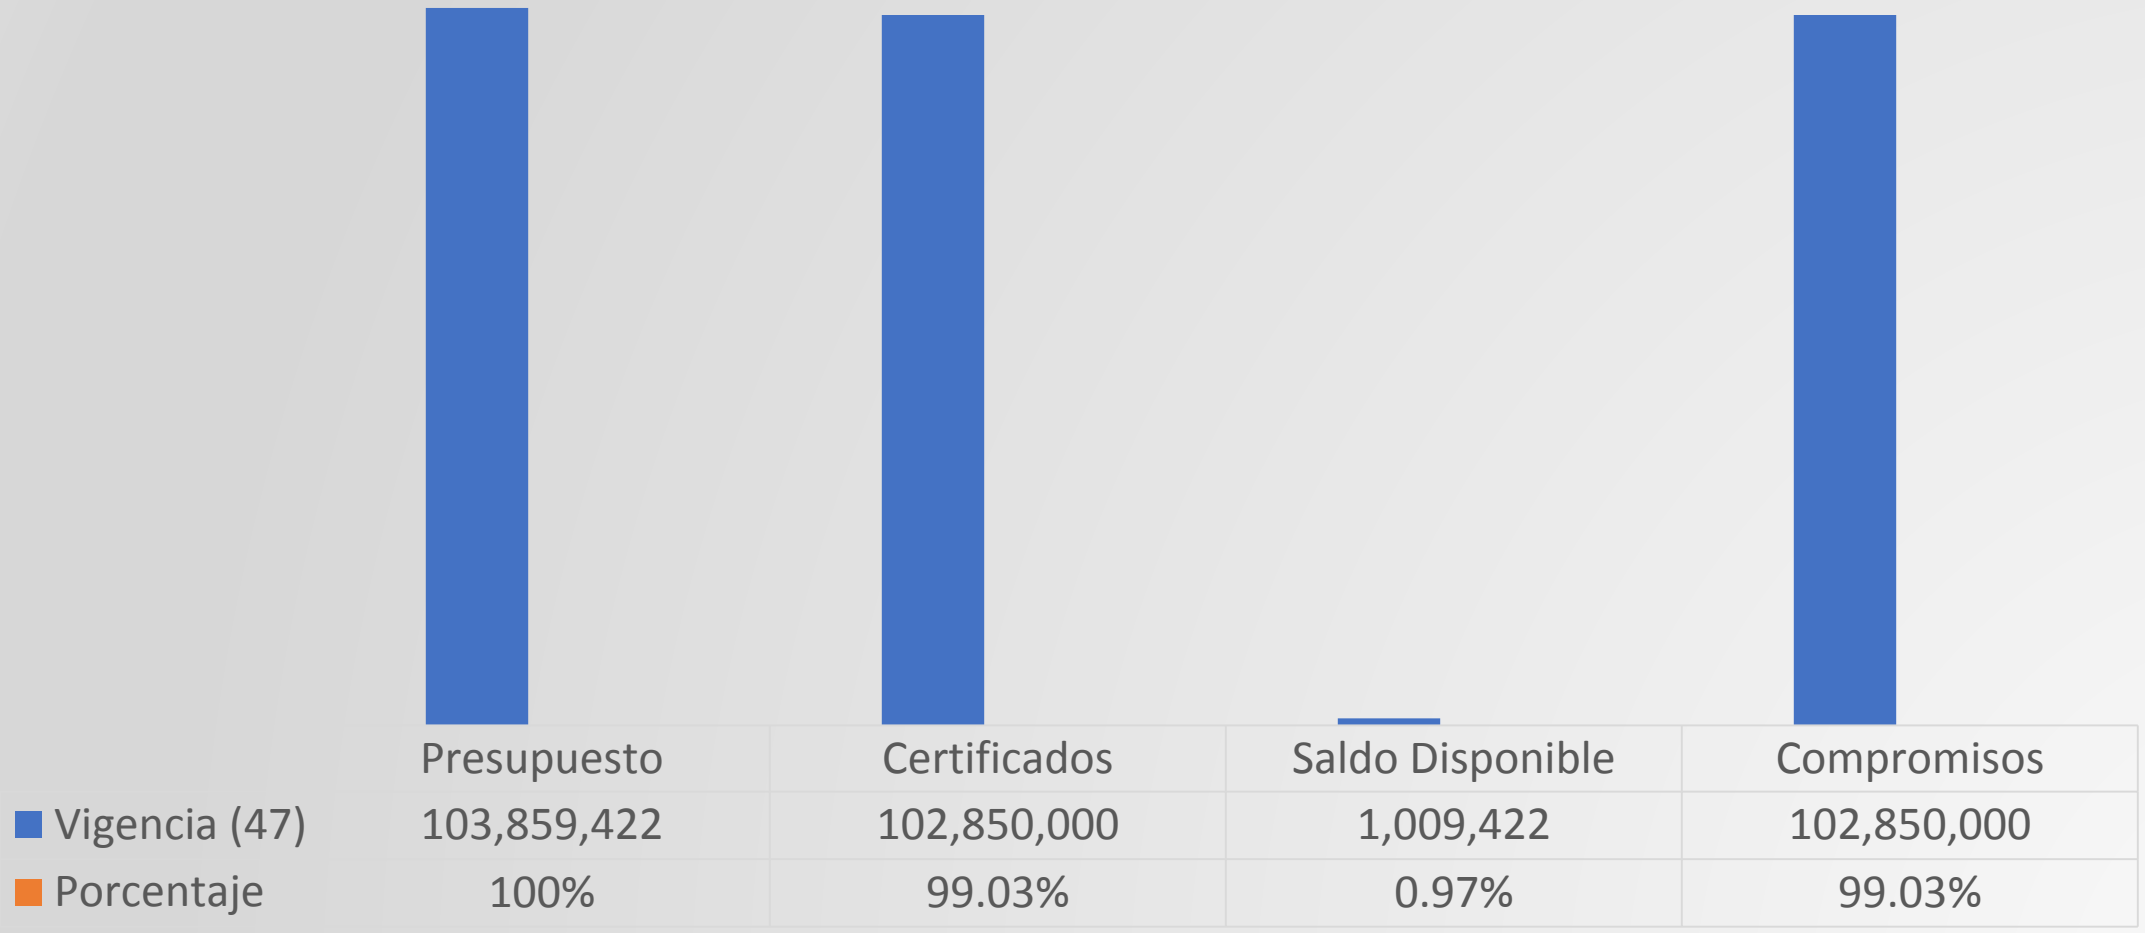 Presupuesto Certificados Saldo Disponible Compromisos
Vigencia (47) 103,859,422 102,850,000 1,009,422 102,850,000
Porcentaje 100% 99.03% 0.97% 99.03%